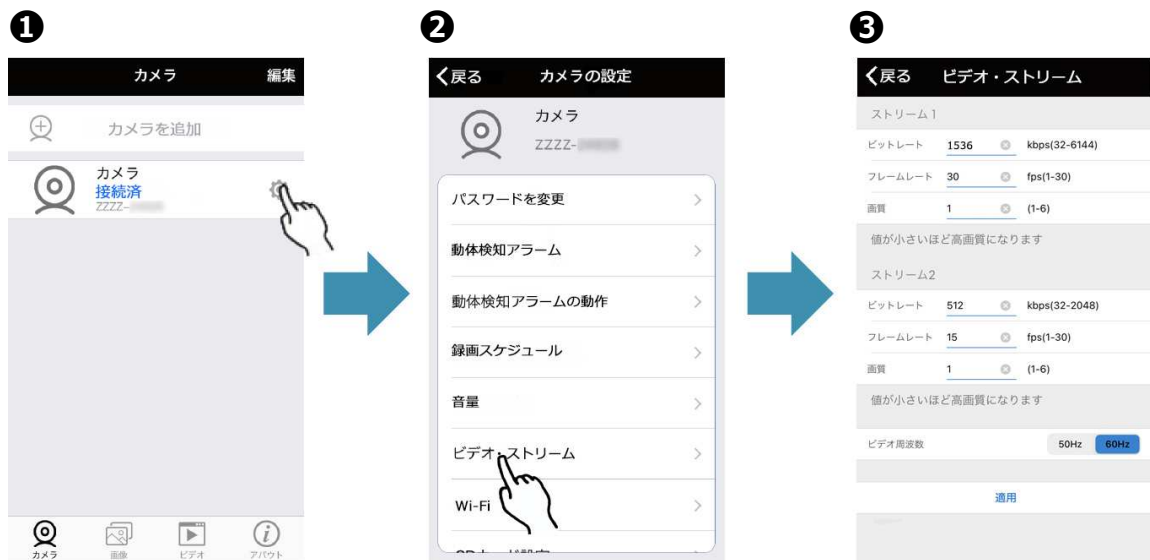 ❶
カメラ 編集
カメラを追加
カメラ
接続済
ZZZZ-
カメラ 画像 ビデオ アバウト
❷
戻る カメラの設定
カメラ
ZZZZ-
パスワードを変更
動体検知アラーム
動体検知アラームの動作
録画スケジュール
音量
ビデオ・ストリーム
Wi-Fi
❸
戻る ビデオ・ストリーム
ストリーム1
ビットレート 1536 kbps(32-6144)
フレームレート 30 fps(1-30)
画質 1 (1-6)
値が小さいほど高画質になります
ストリーム2
ビットレート 512 kbps(32-2048)
フレームレート 15 fps(1-30)
画質 1 (1-6)
値が小さいほど高画質になります
ビデオ周波数 50Hz 60Hz
適用